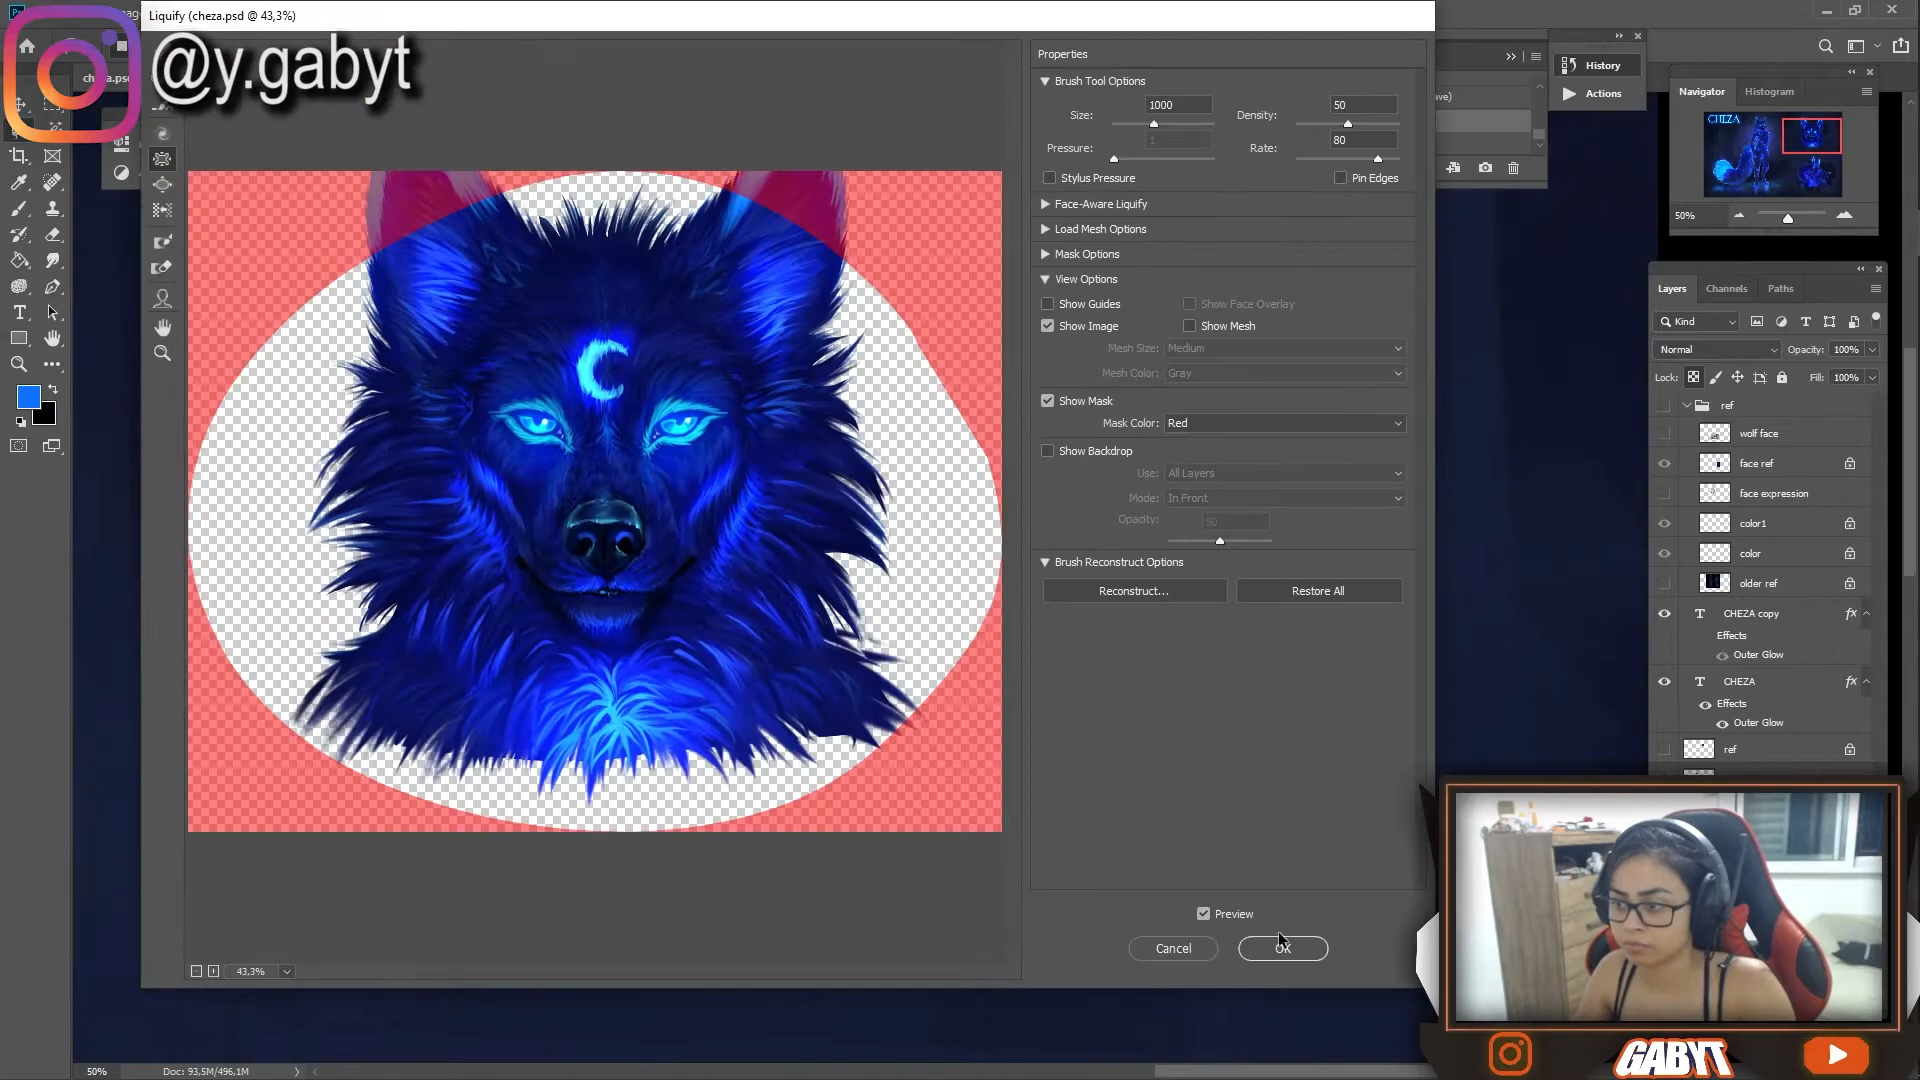 Liquify (cheza.psd @ 43,3%)
@y.gabyt
Properties
Brush Tool Options
Size: 1000
Density: 50
Pressure: 1
Rate: 80
Stylus Pressure
Pin Edges
Face-Aware Liquify
Load Mesh Options
Mask Options
View Options
Show Guides
Show Face Overlay
Show Image
Show Mesh
Mesh Size: Medium
Mesh Color: Gray
Show Mask
Mask Color: Red
Show Backdrop
Use: All Layers
Mode: In Front
Opacity: 50
Brush Reconstruct Options
Reconstruct...
Restore All
Preview
Cancel
OK
43,3%
History
Actions
Navigator
Histogram
CHEZA
50%
Layers
Channels
Paths
Kind
Normal
Opacity: 100%
Lock:
Fill: 100%
ref
wolf face
face ref
face expression
color1
color
older ref
CHEZA copy
fx
Effects
Outer Glow
CHEZA
fx
Effects
Outer Glow
ref
GABYT
50%
Doc: 93,5M/496,1M